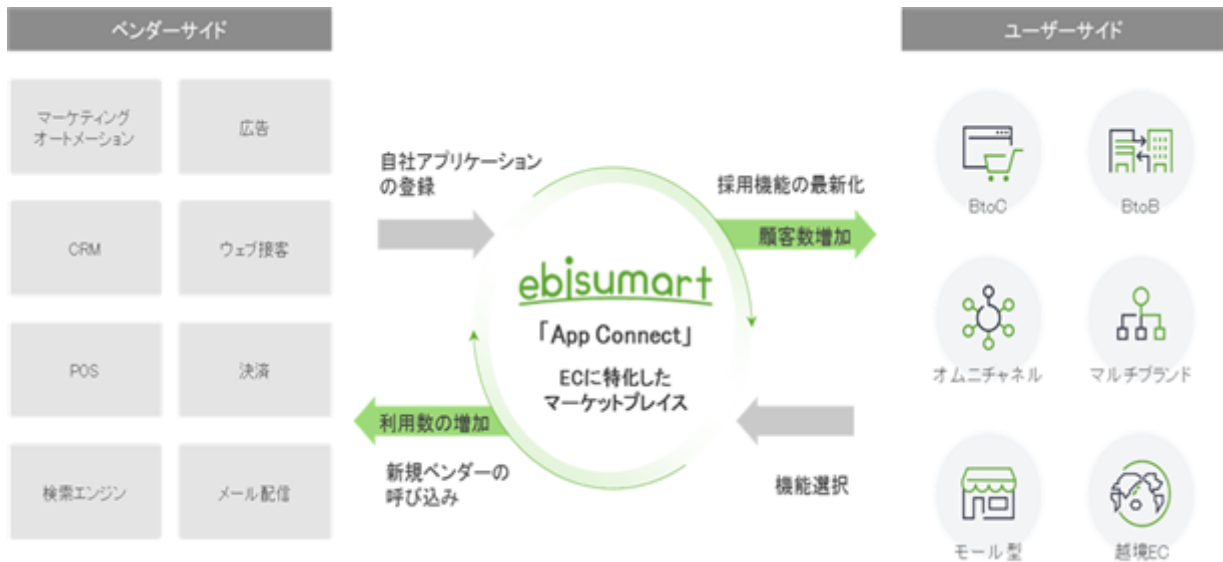 ベンダーサイド
マーケティング
オートメーション
広告
CRM
ウェブ接客
POS
決済
検索エンジン
メール配信
自社アプリケーション
の登録
利用数の増加
新規ベンダーの
呼び込み
ebisumart
「App Connect」
ECに特化した
マーケットプレイス
採用機能の最新化
顧客数増加
機能選択
ユーザーサイド
BtoC
BtoB
オムニチャネル
マルチブランド
モール型
越境EC